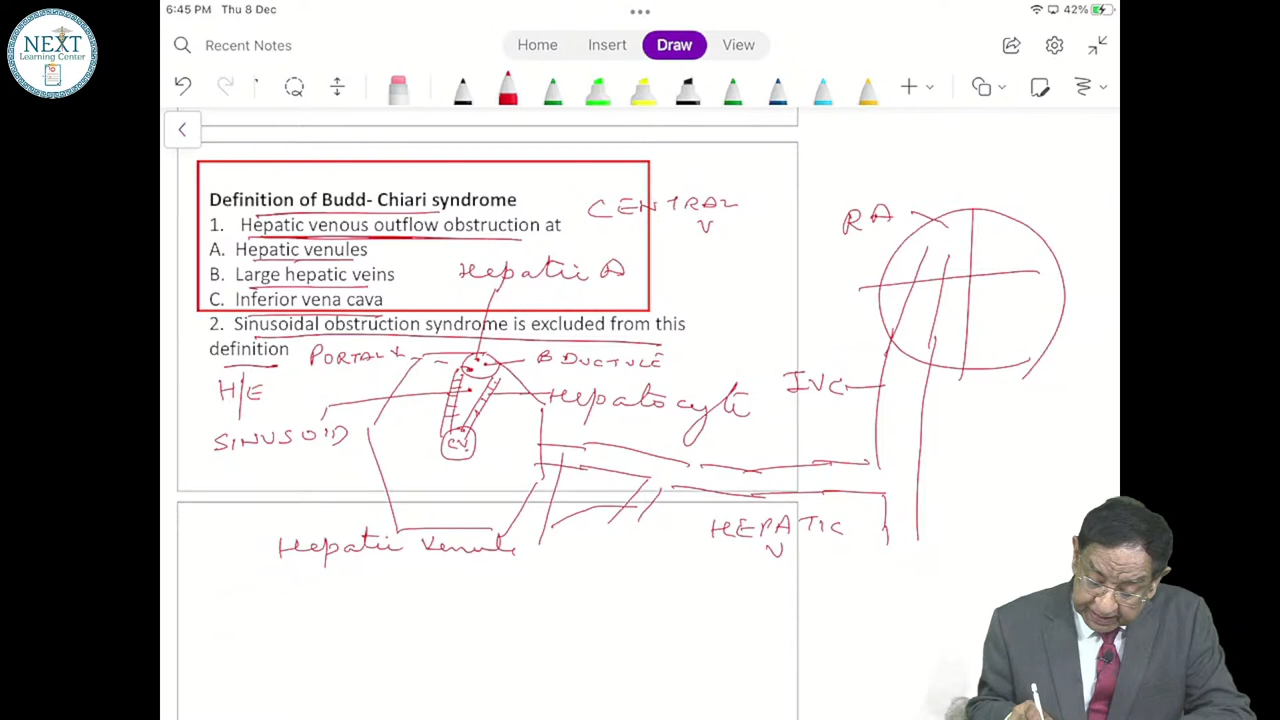 6:45 PM Thu 8 Dec
42%
NEXT
Learning Center
Recent Notes
Home Insert Draw View
Definition of Budd- Chiari syndrome
1. Hepatic venous outflow obstruction at
A. Hepatic venules
B. Large hepatic veins
C. Inferior vena cava
2. Sinusoidal obstruction syndrome is excluded from this
definition
CENTRAL
V
Hepatic A
RA
PORTAL V
B DUCTULE
H/E
Hepatocyte
IVC
SINUSOID
CV
HEPATIC
V
Hepatic Venule